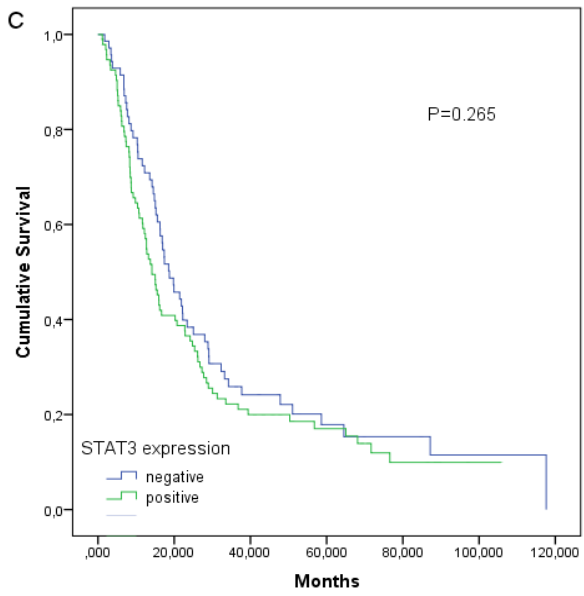 C
1,0
0,8
0,6
0,4
0,2
0,0
Cumulative Survival
P=0.265
STAT3 expression
negative
positive
,000 20,000 40,000 60,000 80,000 100,000 120,000
Months